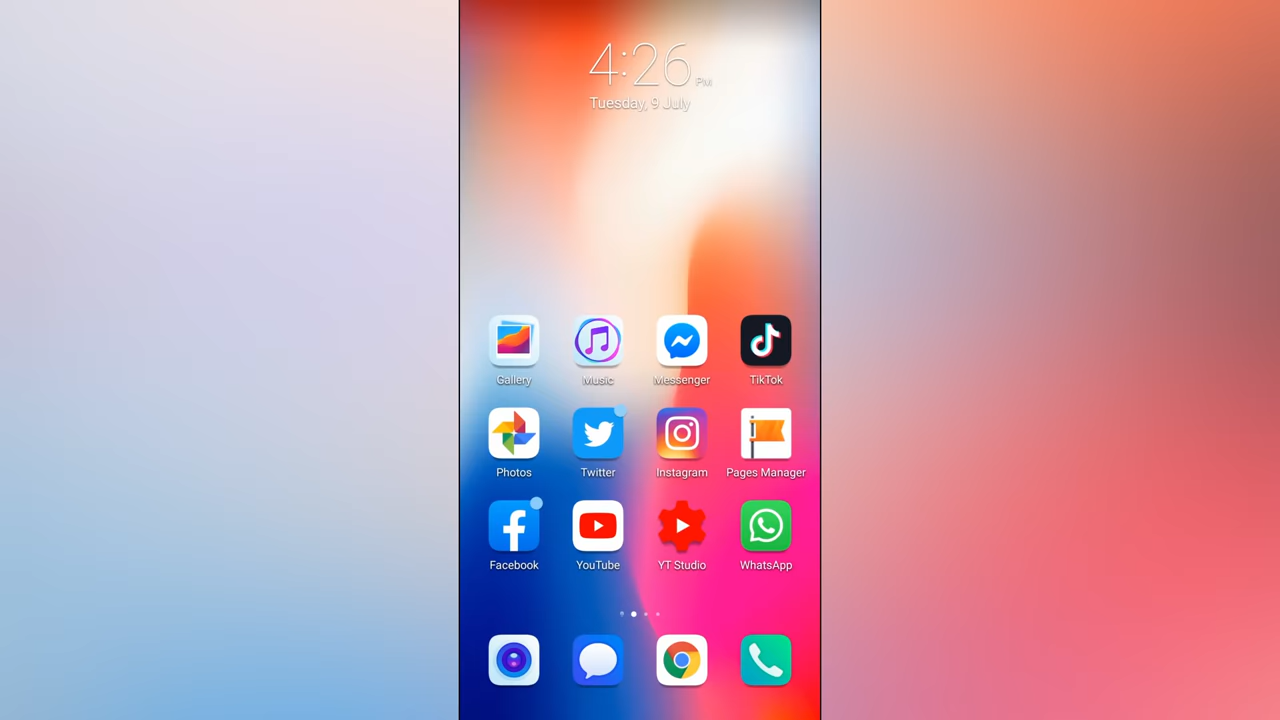 4:26 PM
Tuesday, 9 July
Gallery
Music
Messenger
TikTok
Photos
Twitter
Instagram
Pages Manager
Facebook
YouTube
YT Studio
WhatsApp